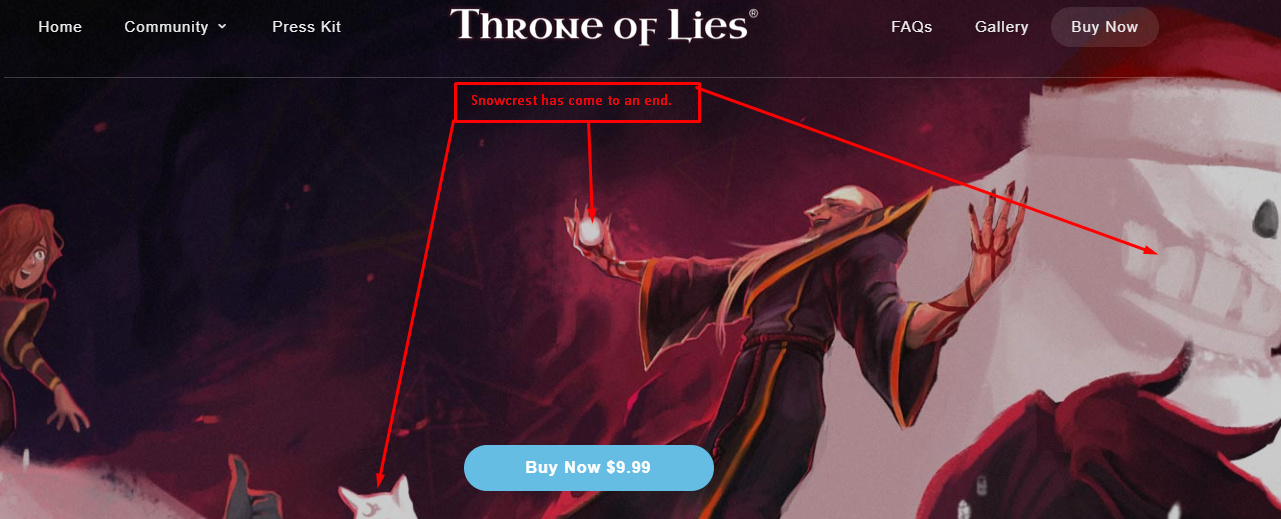 Home
Community
Press Kit
Throne of Lies®
FAQs
Gallery
Buy Now
Snowcrest has come to an end.
Buy Now $9.99